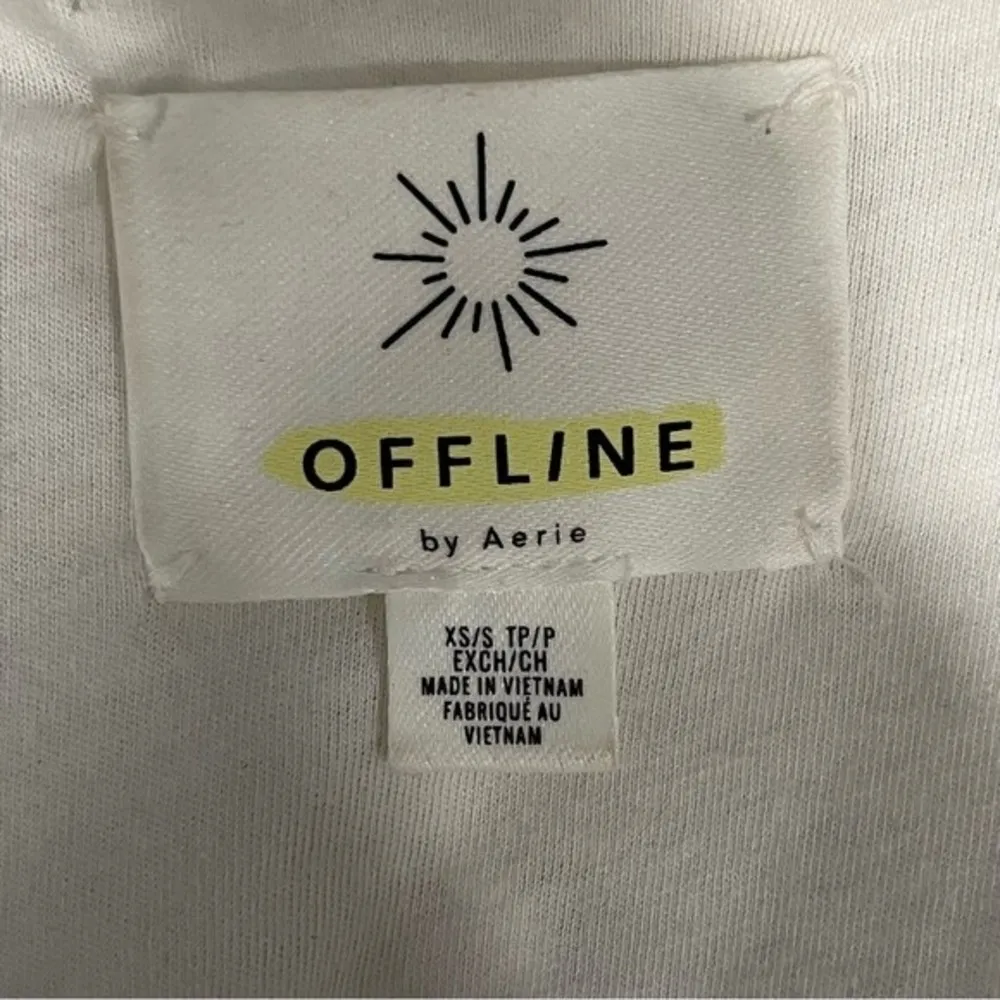 OFFLINE
by Aerie
XS/S TP/P
EXCH/CH
MADE IN VIETNAM
FABRIQUÉ AU
VIETNAM